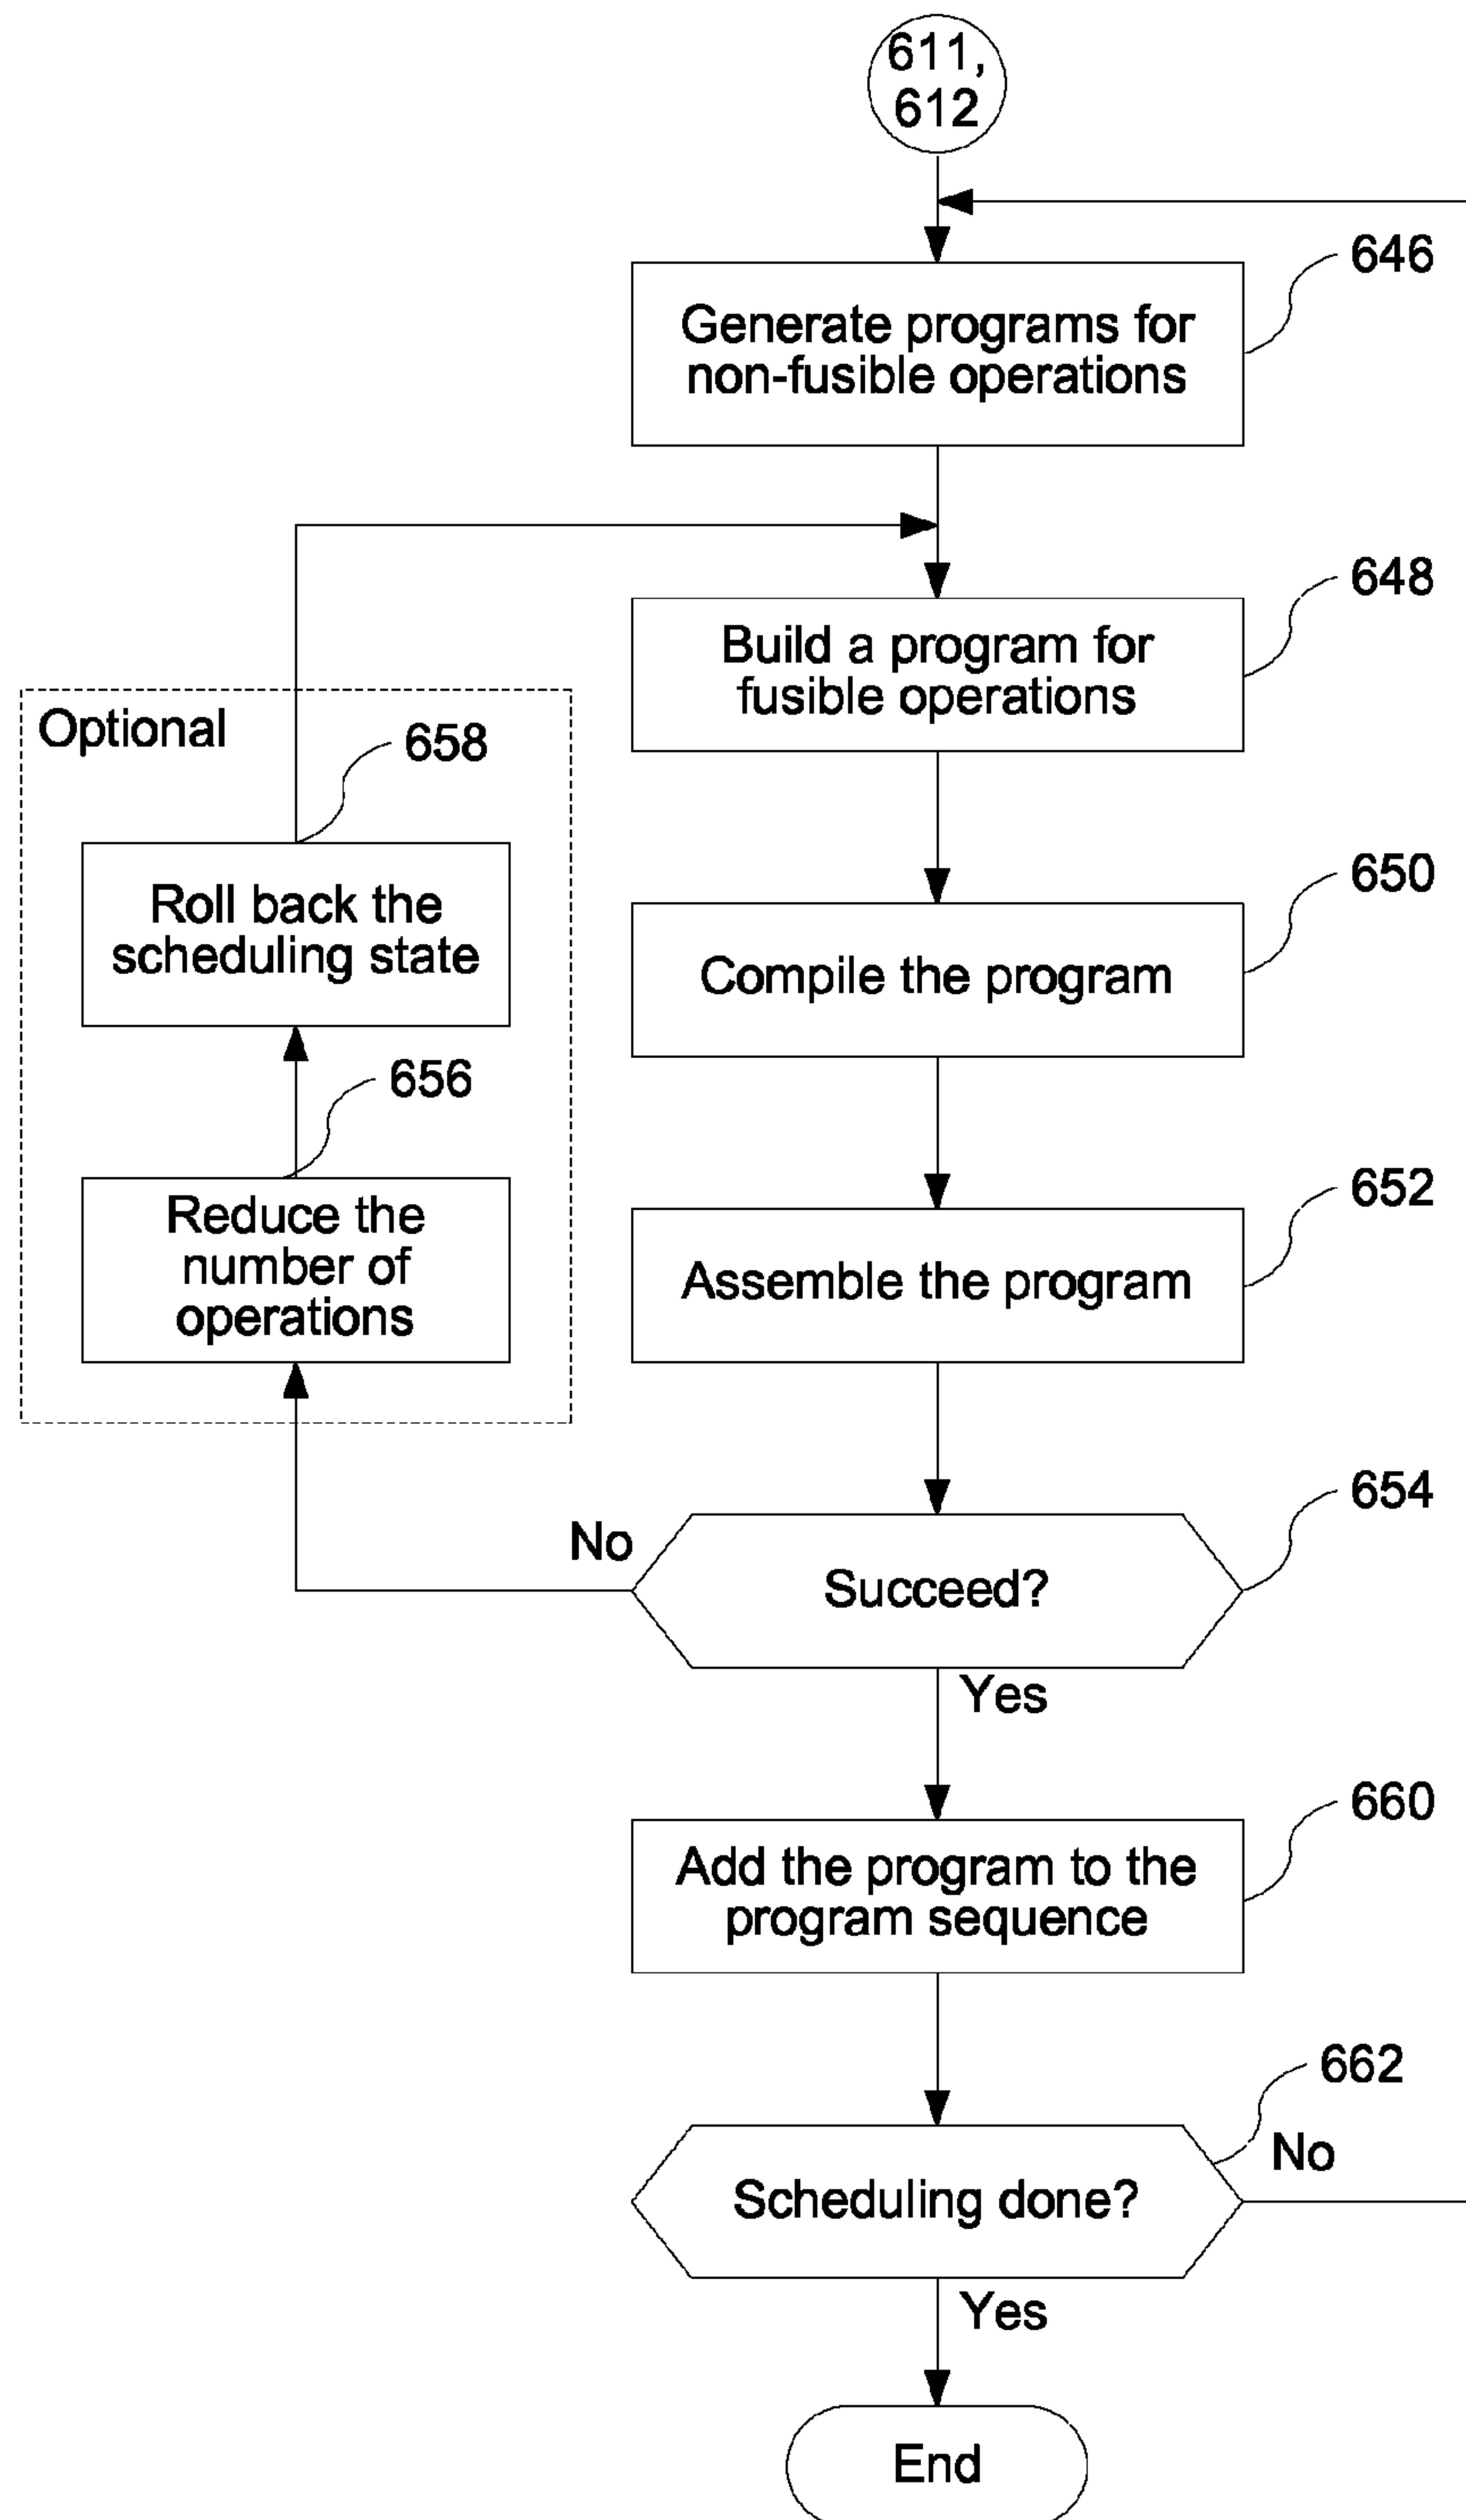 611,
612
646
Generate programs for
non-fusible operations
648
Build a program for
fusible operations
Optional
658
650
Roll back the
scheduling state
Compile the program
656
652
Reduce the
number of
operations
Assemble the program
654
No
Succeed?
Yes
660
Add the program to the
program sequence
662
No
Scheduling done?
Yes
End